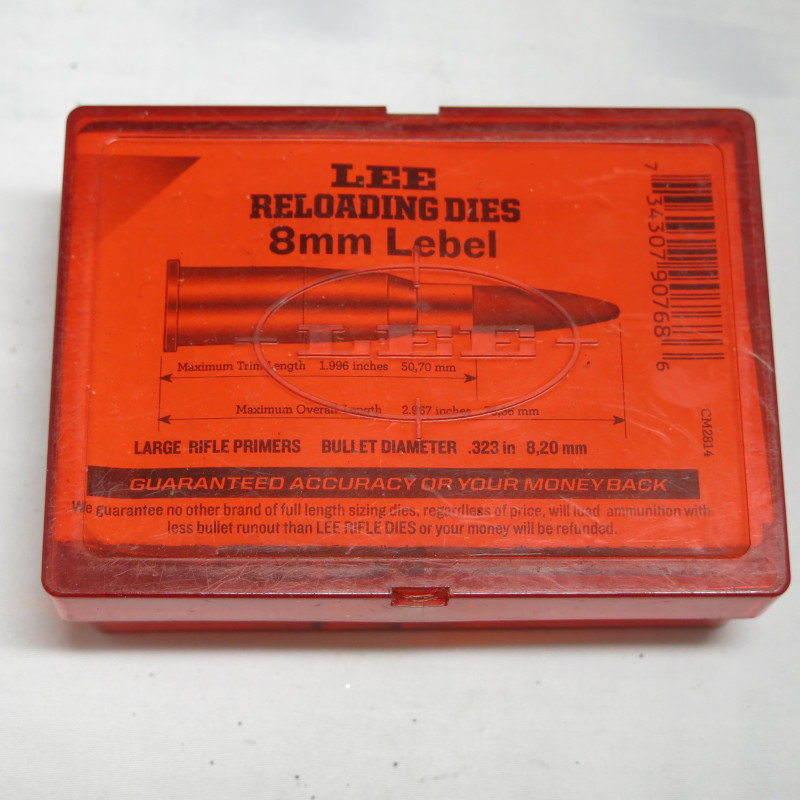 LEE
RELOADING DIES
8mm Lebel
7 34307 90768 6
LEE
Maximum Trim Length 1.996 inches 50,70 mm
Maximum Overall Length inches mm
CM2814
LARGE RIFLE PRIMERS BULLET DIAMETER .323 in 8,20 mm
GUARANTEED ACCURACY OR YOUR MONEY BACK
We guarantee no other brand of full length sizing dies, regardless of price, will load ammunition with
less bullet runout than LEE RIFLE DIES or your money will be refunded.